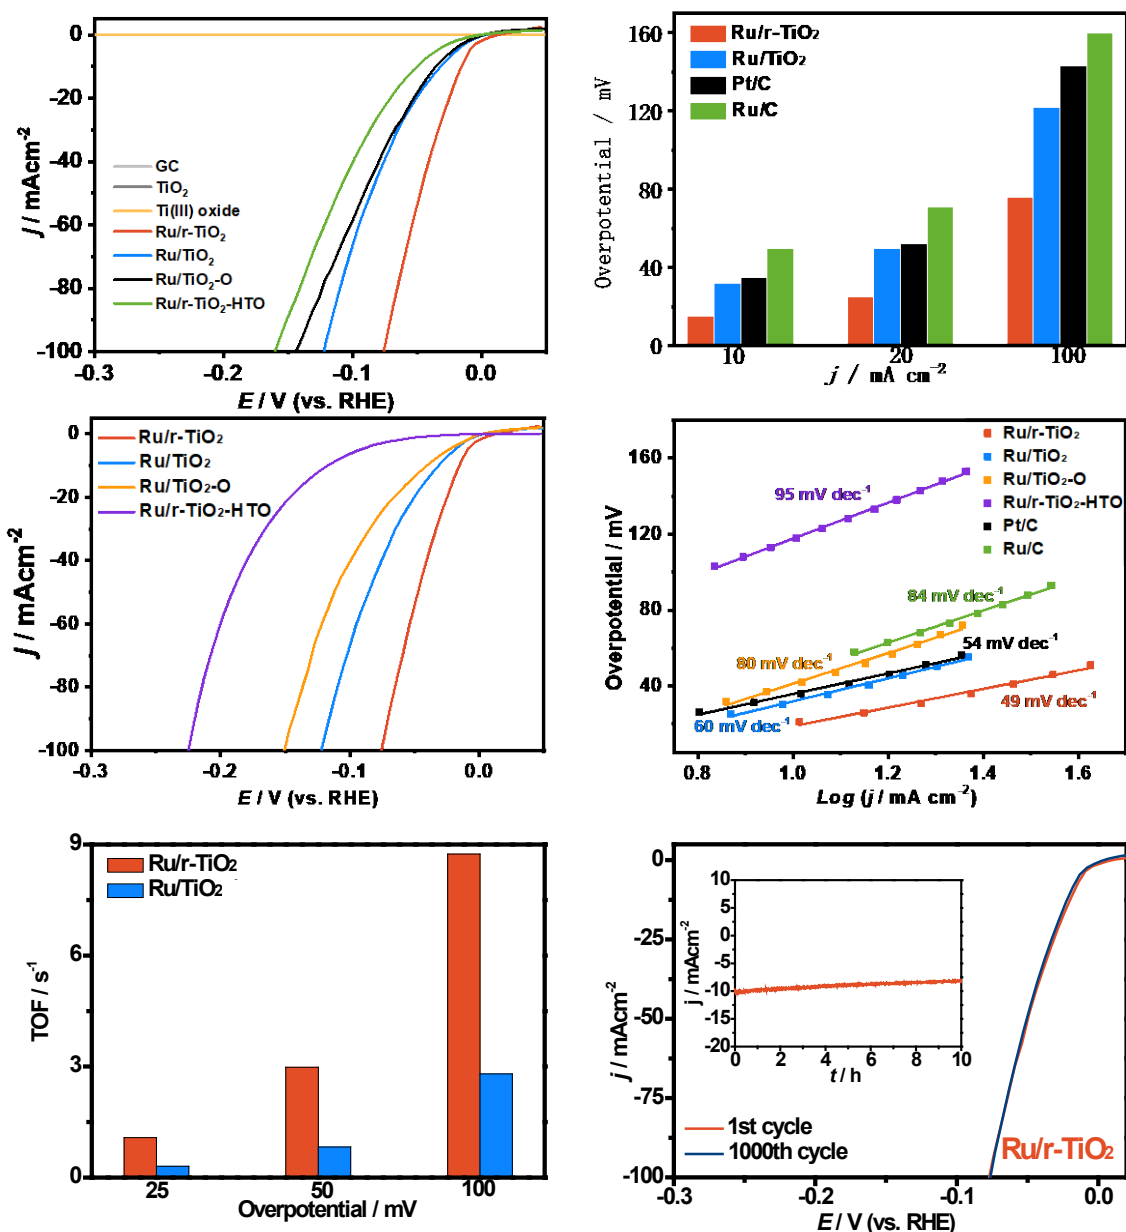 0
-20
-40
-60
-80
-100
j / mAcm-2
GC
TiO2
Ti(III) oxide
Ru/r-TiO2
Ru/TiO2
Ru/TiO2-O
Ru/r-TiO2-HTO
-0.3
-0.2
-0.1
0.0
E / V (vs. RHE)
160
120
80
40
0
Overpotential / mV
Ru/r-TiO2
Ru/TiO2
Pt/C
Ru/C
10
20
100
j / mA cm-2
0
-20
-40
-60
-80
-100
j / mAcm-2
Ru/r-TiO2
Ru/TiO2
Ru/TiO2-O
Ru/r-TiO2-HTO
-0.3
-0.2
-0.1
0.0
E / V (vs. RHE)
160
120
80
40
Overpotential / mV
Ru/r-TiO2
Ru/TiO2
Ru/TiO2-O
Ru/r-TiO2-HTO
Pt/C
Ru/C
95 mV dec-1
84 mV dec-1
80 mV dec-1
54 mV dec-1
60 mV dec-1
49 mV dec-1
0.8
1.0
1.2
1.4
1.6
Log (j / mA cm-2)
9
6
3
0
TOF / s-1
Ru/r-TiO2
Ru/TiO2
25
50
100
Overpotential / mV
0
-25
-50
-75
-100
j / mAcm-2
10
5
0
-5
-10
-15
-20
j / mAcm-2
0
2
4
6
8
10
t / h
1st cycle
1000th cycle
Ru/r-TiO2
-0.3
-0.2
-0.1
0.0
E / V (vs. RHE)